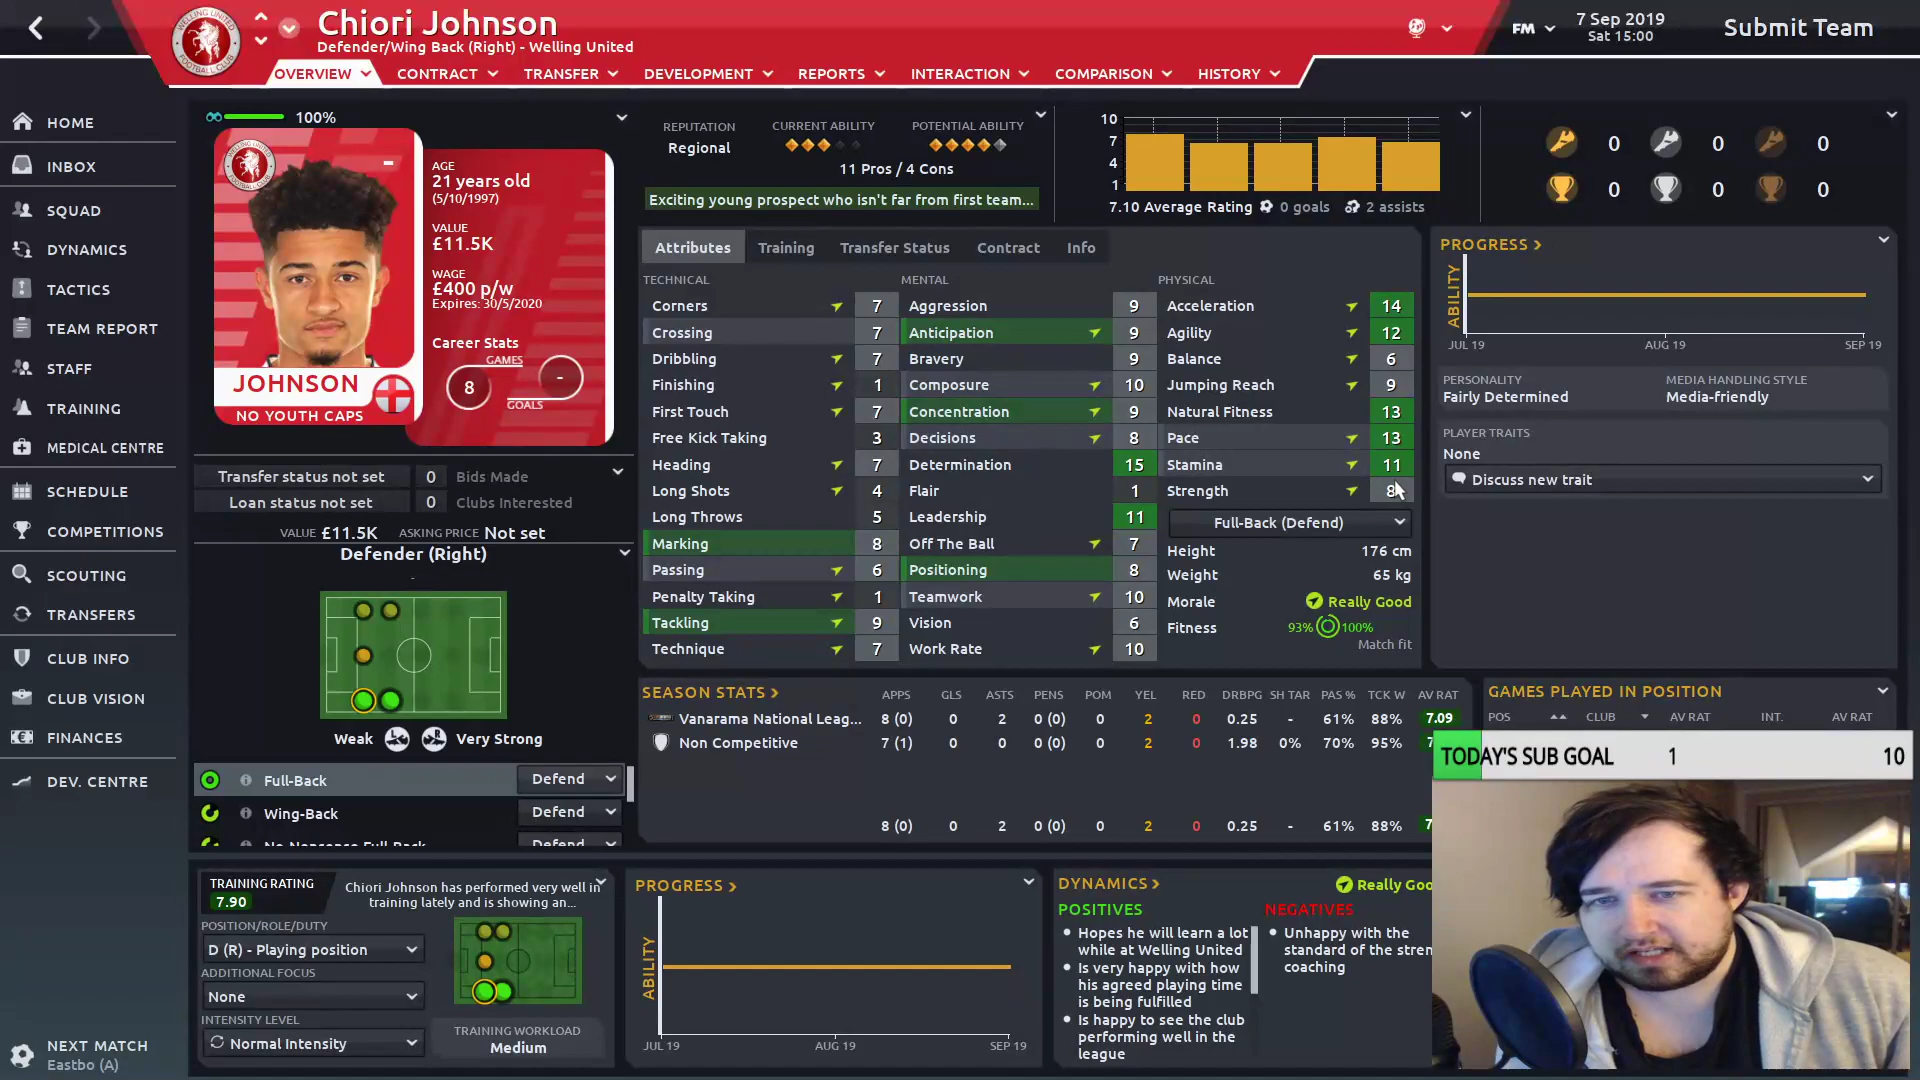 Chiori Johnson
Defender/Wing Back (Right) - Welling United
FM
7 Sep 2019
Sat 15:00
Submit Team
OVERVIEW
CONTRACT
TRANSFER
DEVELOPMENT
REPORTS
INTERACTION
COMPARISON
HISTORY
HOME
INBOX
SQUAD
DYNAMICS
TACTICS
TEAM REPORT
STAFF
TRAINING
MEDICAL CENTRE
SCHEDULE
COMPETITIONS
SCOUTING
TRANSFERS
CLUB INFO
CLUB VISION
FINANCES
DEV. CENTRE
NEXT MATCH
Eastbo (A)
100%
AGE
21 years old
(5/10/1997)
VALUE
£11.5K
WAGE
£400 p/w
Expires: 30/5/2020
Career Stats
GAMES
8
-
GOALS
JOHNSON
NO YOUTH CAPS
Transfer status not set 0 Bids Made
Loan status not set 0 Clubs Interested
VALUE £11.5K ASKING PRICE Not set
Defender (Right)
-
Weak Very Strong
Full-Back Defend
Wing-Back Defend
No-Nonsense Full-Back Defend
REPUTATION
Regional
CURRENT ABILITY
POTENTIAL ABILITY
11 Pros / 4 Cons
Exciting young prospect who isn't far from first team...
10
7
4
1
7.10 Average Rating 0 goals 2 assists
0 0 0
0 0 0
Attributes Training Transfer Status Contract Info
TECHNICAL MENTAL PHYSICAL
Corners 7 Aggression 9 Acceleration 14
Crossing 7 Anticipation 9 Agility 12
Dribbling 7 Bravery 9 Balance 6
Finishing 1 Composure 10 Jumping Reach 9
First Touch 7 Concentration 9 Natural Fitness 13
Free Kick Taking 3 Decisions 8 Pace 13
Heading 7 Determination 15 Stamina 11
Long Shots 4 Flair 1 Strength 8
Long Throws 5 Leadership 11 Full-Back (Defend)
Marking 8 Off The Ball 7 Height 176 cm
Passing 6 Positioning 8 Weight 65 kg
Penalty Taking 1 Teamwork 10 Morale Really Good
Tackling 9 Vision 6 Fitness 93% 100%
Technique 7 Work Rate 10 Match fit
PROGRESS >
ABILITY
JUL 19 AUG 19 SEP 19
PERSONALITY
Fairly Determined
MEDIA HANDLING STYLE
Media-friendly
PLAYER TRAITS
None
Discuss new trait
SEASON STATS > APPS GLS ASTS PENS POM YEL RED DRBPG SH TAR PAS % TCK W AV RAT
Vanarama National Leag... 8 (0) 0 2 0 (0) 0 2 0 0.25 - 61% 88% 7.09
Non Competitive 7 (1) 0 0 0 (0) 0 2 0 1.98 0% 70% 95% 7
8 (0) 0 2 0 (0) 0 2 0 0.25 - 61% 88% 7
GAMES PLAYED IN POSITION
POS CLUB AV RAT INT. AV RAT
TODAY'S SUB GOAL 1 10
TRAINING RATING
7.90
Chiori Johnson has performed very well in
training lately and is showing an...
POSITION/ROLE/DUTY
D (R) - Playing position
ADDITIONAL FOCUS
None
INTENSITY LEVEL
Normal Intensity
TRAINING WORKLOAD
Medium
PROGRESS >
ABILITY
JUL 19 AUG 19 SEP 19
DYNAMICS >
Really Goo
POSITIVES
Hopes he will learn a lot
while at Welling United
Is very happy with how
his agreed playing time
is being fulfilled
Is happy to see the club
performing well in the
league
NEGATIVES
Unhappy with the
standard of the stren
coaching